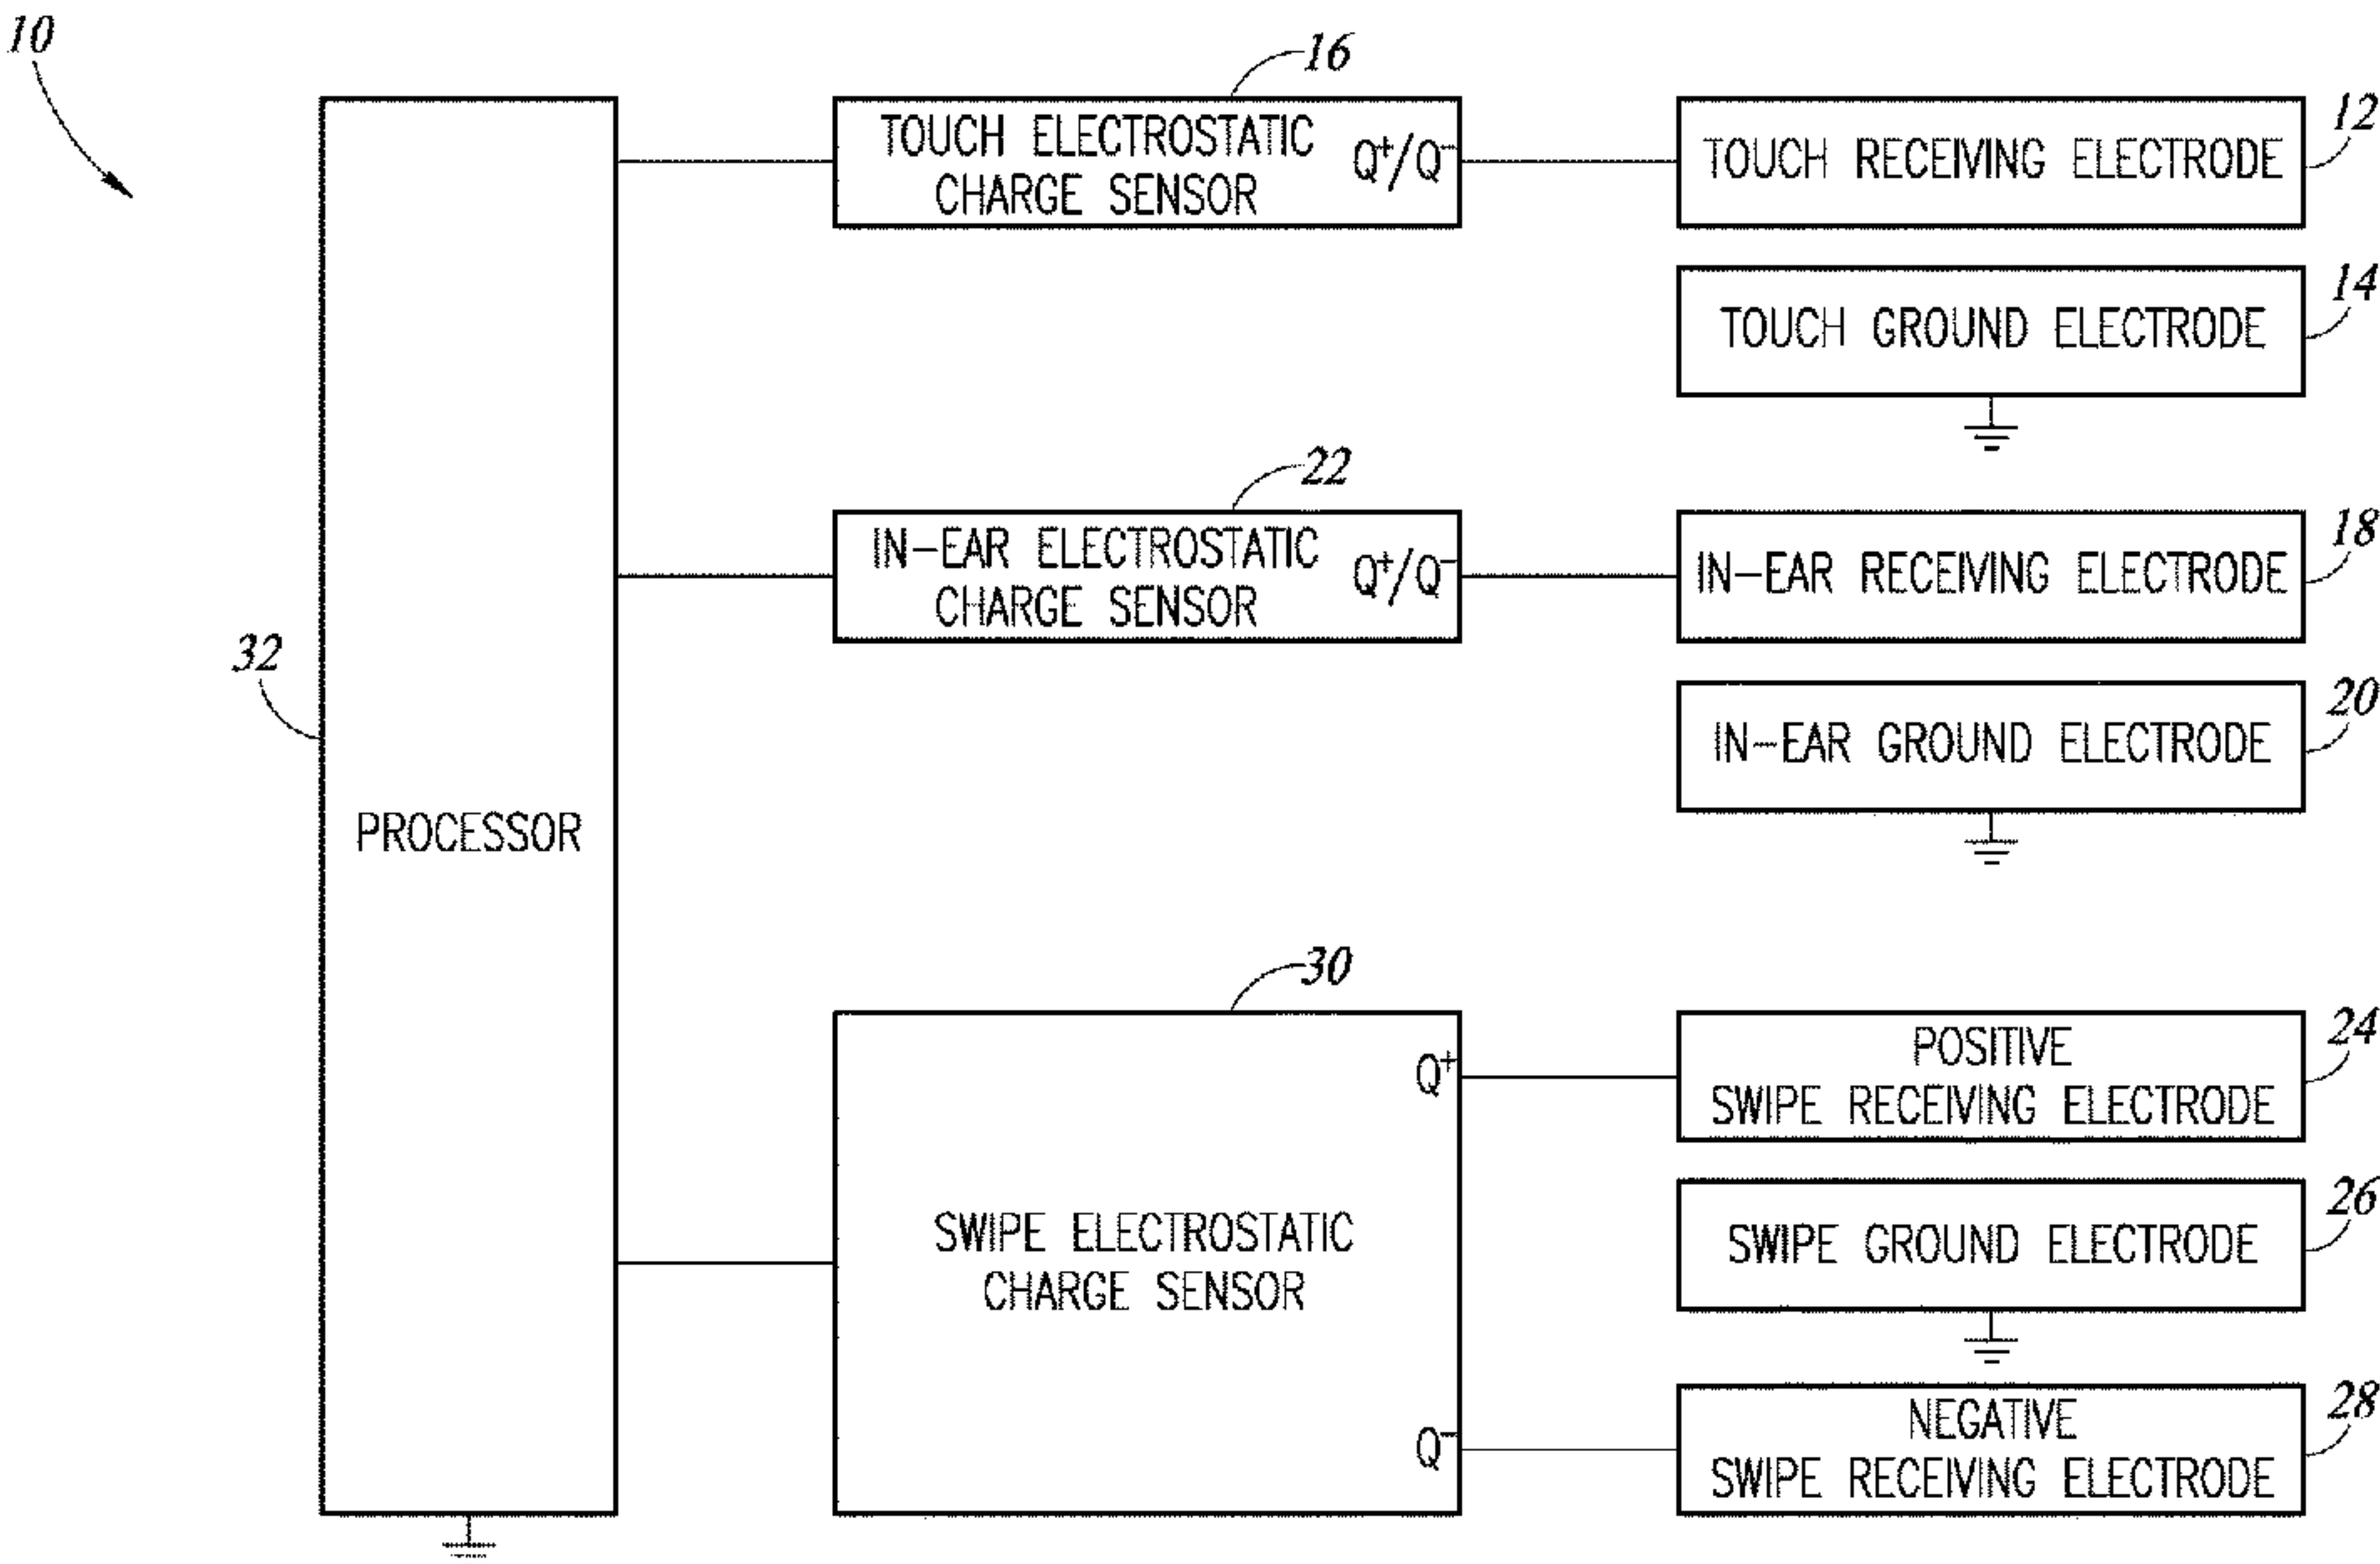 10
16
12
TOUCH ELECTROSTATIC
CHARGE SENSOR
Q+/Q-
TOUCH RECEIVING ELECTRODE
14
TOUCH GROUND ELECTRODE
22
18
IN-EAR ELECTROSTATIC
CHARGE SENSOR
Q+/Q-
IN-EAR RECEIVING ELECTRODE
32
20
IN-EAR GROUND ELECTRODE
PROCESSOR
30
24
Q+
POSITIVE
SWIPE RECEIVING ELECTRODE
26
SWIPE ELECTROSTATIC
CHARGE SENSOR
SWIPE GROUND ELECTRODE
28
Q-
NEGATIVE
SWIPE RECEIVING ELECTRODE